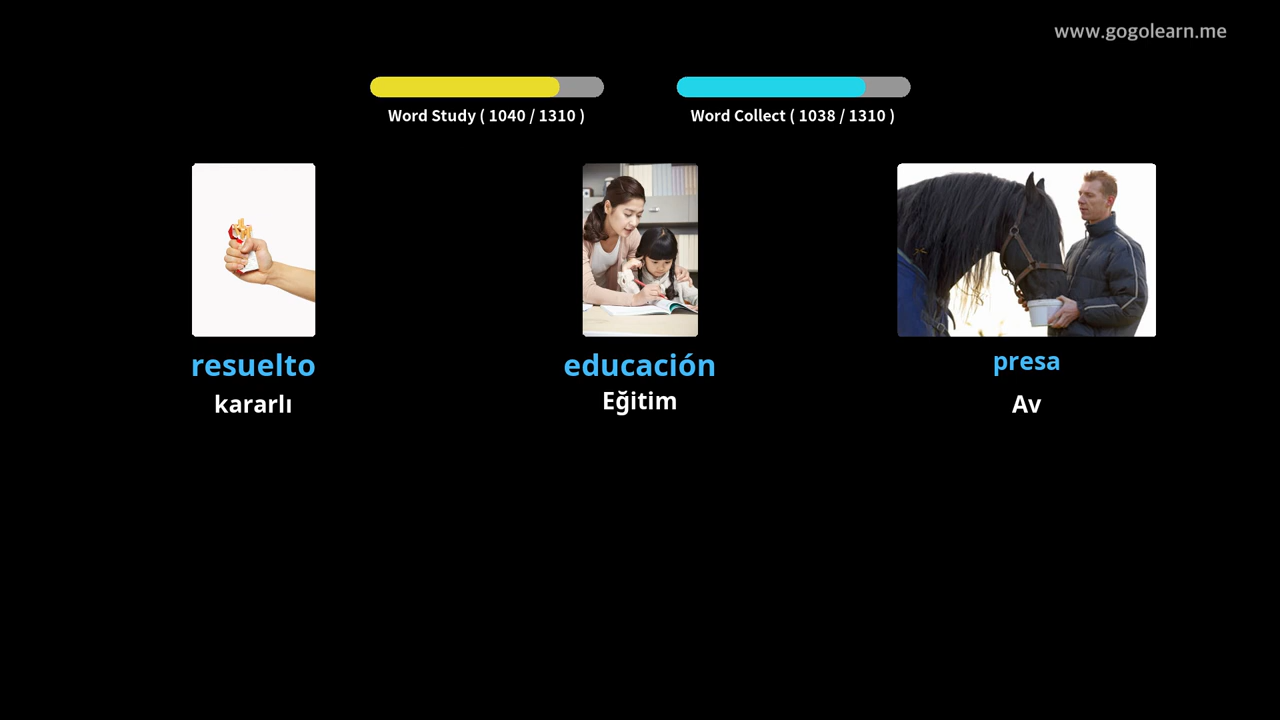 www.gogolearn.me
Word Study ( 1040 / 1310 )
Word Collect ( 1038 / 1310 )
resuelto
kararlı
educación
Eğitim
presa
Av